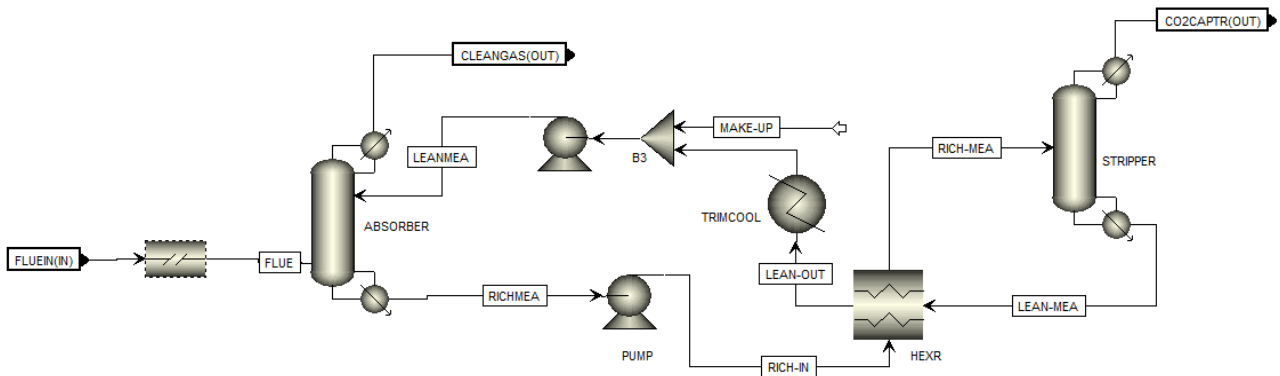 CO2CAPTR(OUT)
CLEANGAS(OUT)
MAKE-UP
LEANMEA
B3
RICH-MEA
STRIPPER
TRIMCOOL
ABSORBER
FLUEIN(IN)
FLUE
LEAN-OUT
RICHMEA
LEAN-MEA
PUMP
HEXR
RICH-IN